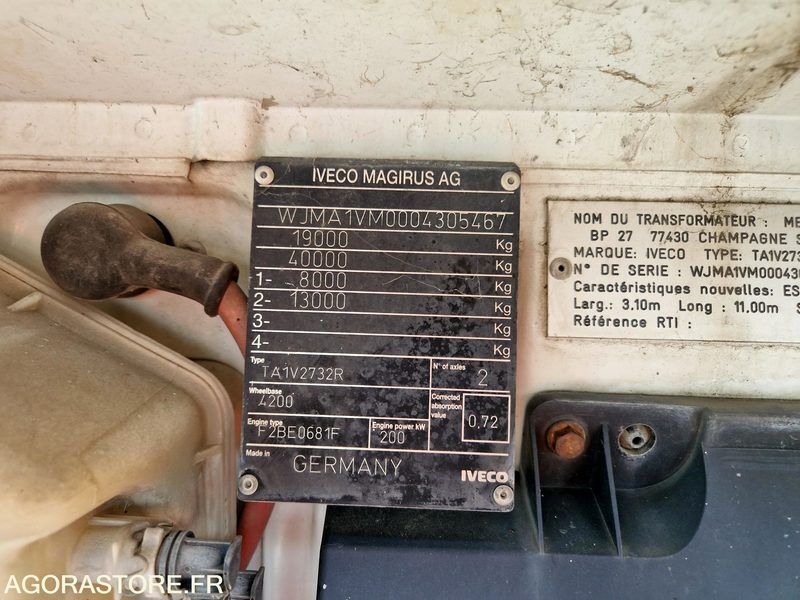 IVECO MAGIRUS AG
WJMA1VM0004305467
19000 Kg
40000 Kg
1- 8000 Kg
2- 13000 Kg
3- Kg
4- Kg
Type
TA1V2732R
N° of axles
2
Wheelbase
4200
Corrected
absorption
value
0,72
Engine type
F2BE0681F
Engine power kW
200
Made in
GERMANY
IVECO
NOM DU TRANSFORMATEUR : ME
BP 27 77430 CHAMPAGNE S
MARQUE: IVECO TYPE: TA1V273
N° DE SERIE : WJMA1VM00043
Caractéristiques nouvelles: ES
Larg.: 3.10m Long : 11.00m S
Référence RTI :
AGORASTORE.FR